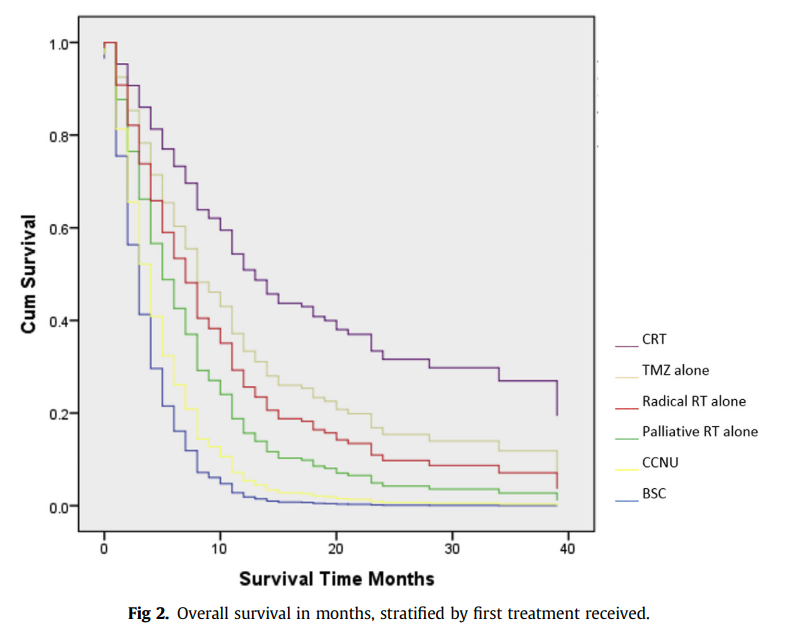 1.0
0.8
0.6
0.4
0.2
0.0
Cum Survival
0 10 20 30 40
Survival Time Months
CRT
TMZ alone
Radical RT alone
Palliative RT alone
CCNU
BSC
Fig 2. Overall survival in months, stratified by first treatment received.